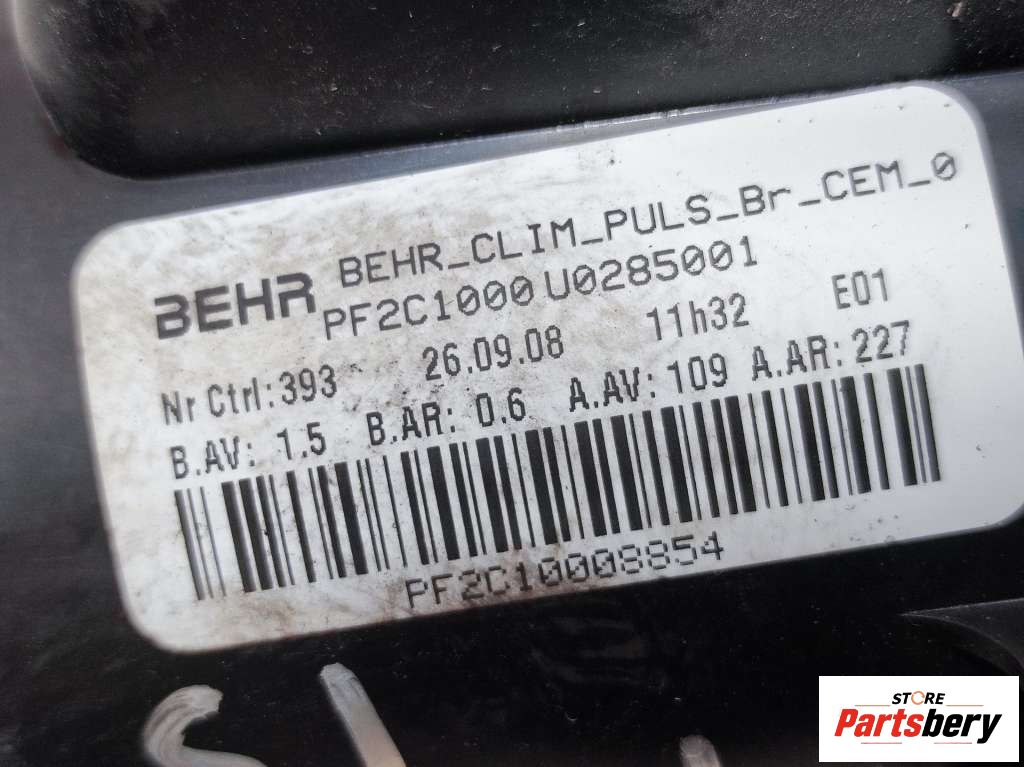 BEHR BEHR_CLIM_PULS_Br_CEM_0
PF2C1000 U0285001
Nr Ctrl:393 26.09.08 11h32 E01
B.AV: 1.5 B.AR: 0.6 A.AV: 109 A.AR: 227
PF2C10008854
STORE
Partsbery